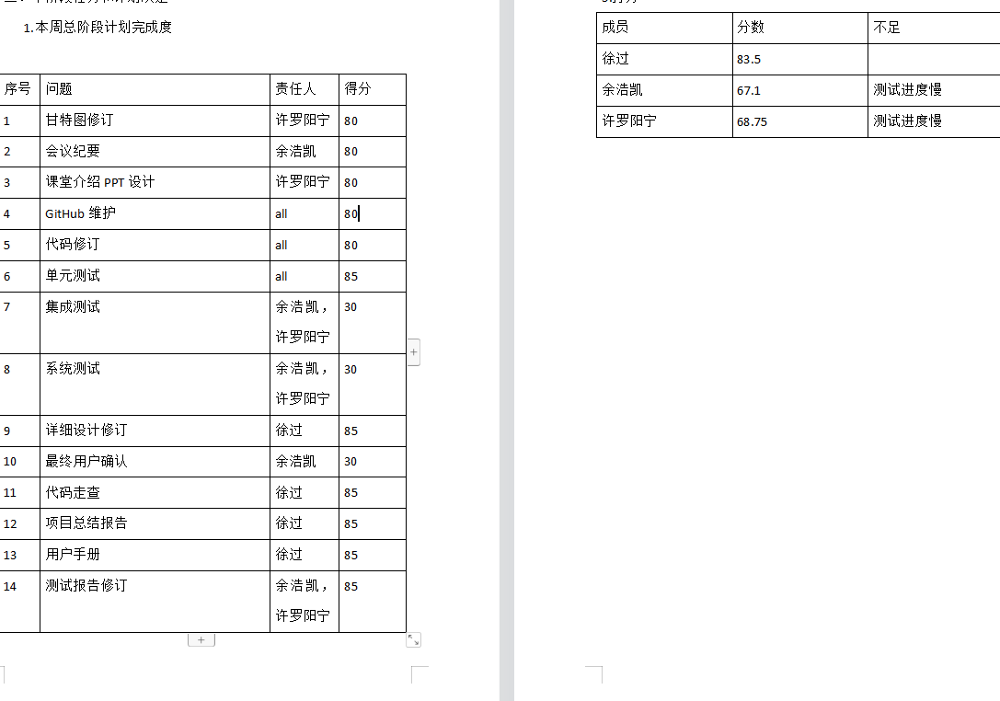 1.本周总阶段计划完成度
序号 问题 责任人 得分
1 甘特图修订 许罗阳宁 80
2 会议纪要 余浩凯 80
3 课堂介绍 PPT 设计 许罗阳宁 80
4 GitHub 维护 all 80
5 代码修订 all 80
6 单元测试 all 85
7 集成测试 余浩凯， 30
许罗阳宁
8 系统测试 余浩凯， 30
许罗阳宁
9 详细设计修订 徐过 85
10 最终用户确认 余浩凯 30
11 代码走查 徐过 85
12 项目总结报告 徐过 85
13 用户手册 徐过 85
14 测试报告修订 余浩凯， 85
许罗阳宁
成员 分数 不足
徐过 83.5
余浩凯 67.1 测试进度慢
许罗阳宁 68.75 测试进度慢